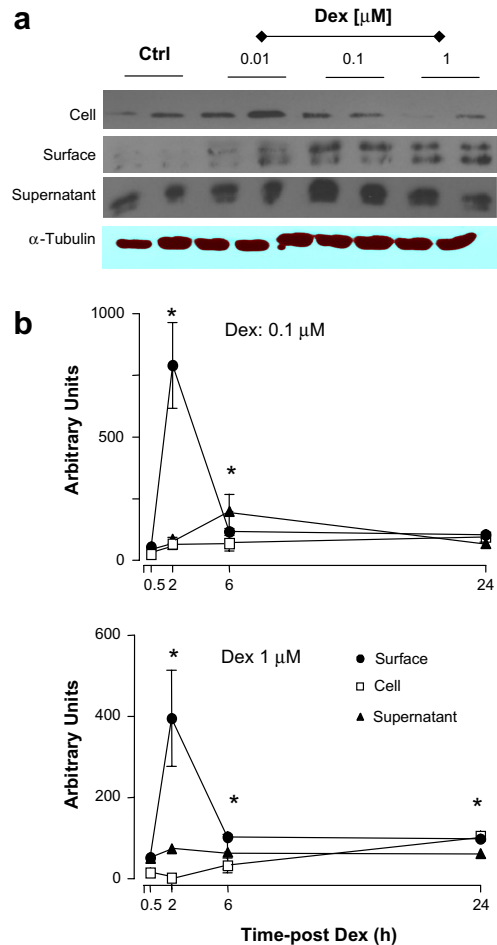 a
Dex [µM]
Ctrl
0.01
0.1
1
Cell
Surface
Supernatant
α-Tubulin
b
1000
500
0
Arbitrary Units
Dex: 0.1 µM
*
*
0.5 2 6 24
600
400
200
0
Arbitrary Units
Dex 1 µM
*
*
*
Surface
Cell
Supernatant
0.5 2 6 24
Time-post Dex (h)